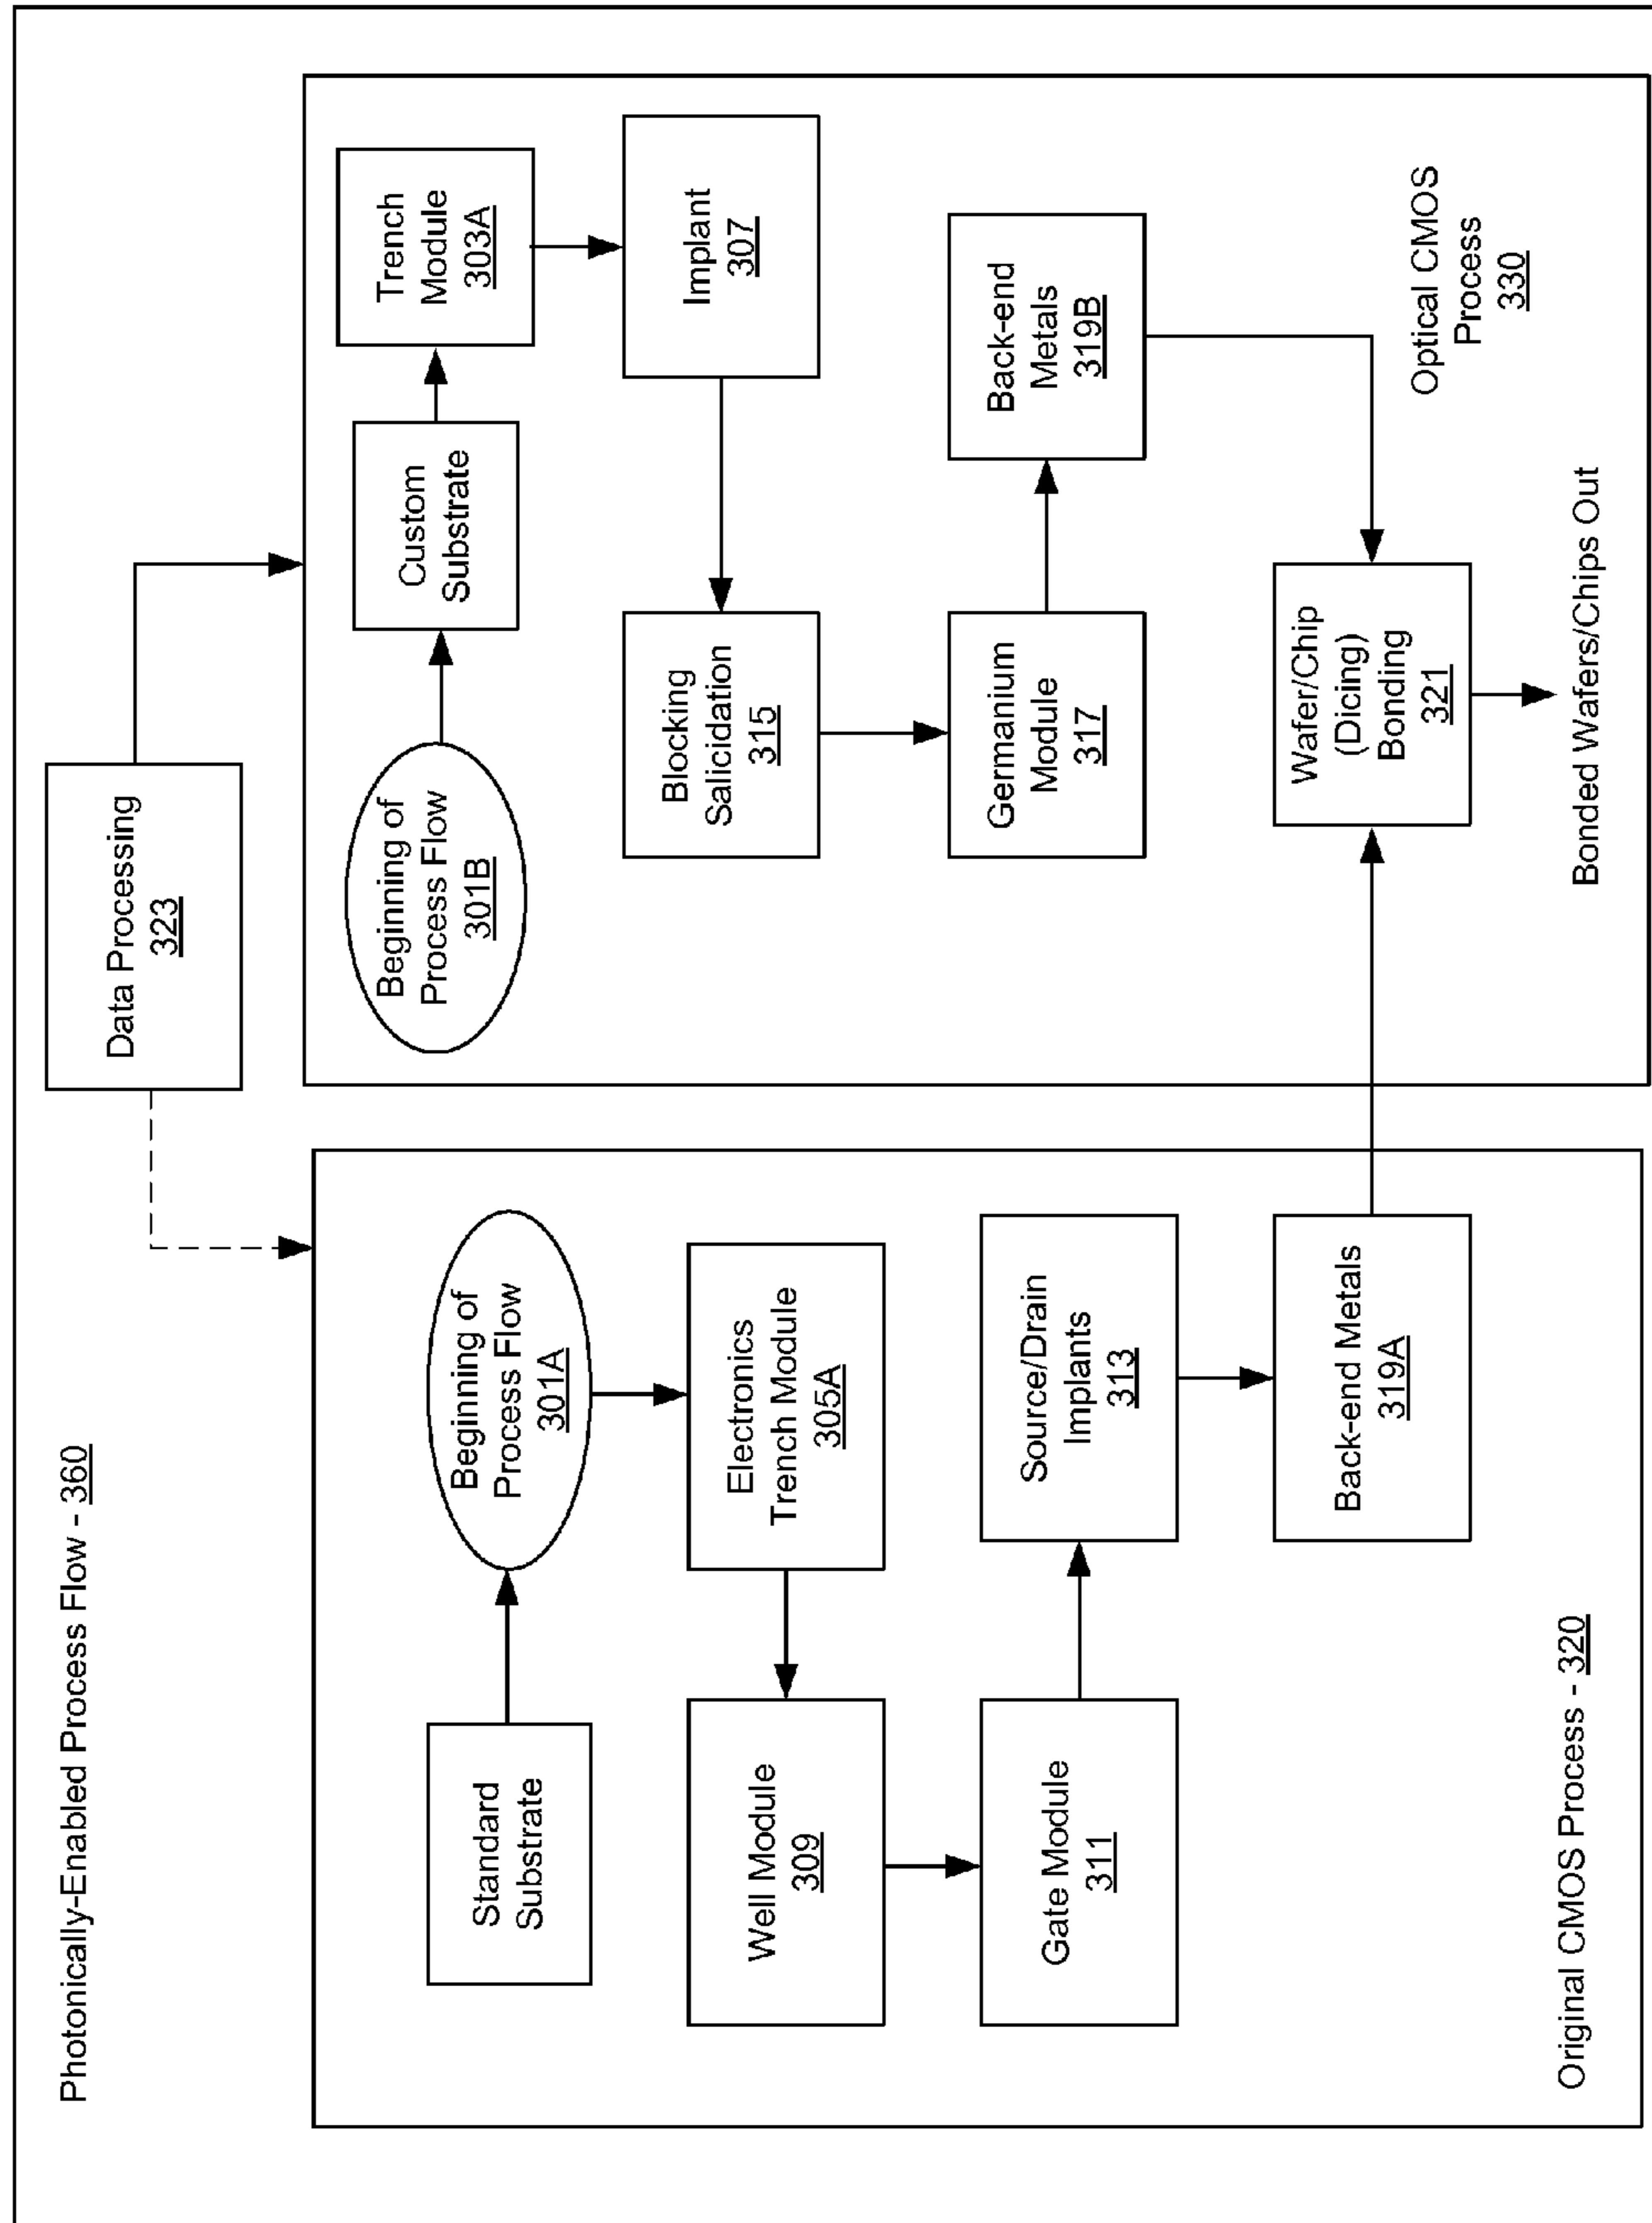 Photonically-Enabled Process Flow - 360
Data Processing
323
Standard
Substrate
Beginning of
Process Flow
301A
Electronics
Trench Module
305A
Well Module
309
Gate Module
311
Source/Drain
Implants
313
Back-end Metals
319A
Original CMOS Process - 320
Beginning of
Process Flow
301B
Custom
Substrate
Trench
Module
303A
Implant
307
Blocking
Salicidation
315
Germanium
Module
317
Back-end
Metals
319B
Wafer/Chip
(Dicing)
Bonding
321
Optical CMOS
Process
330
Bonded Wafers/Chips Out